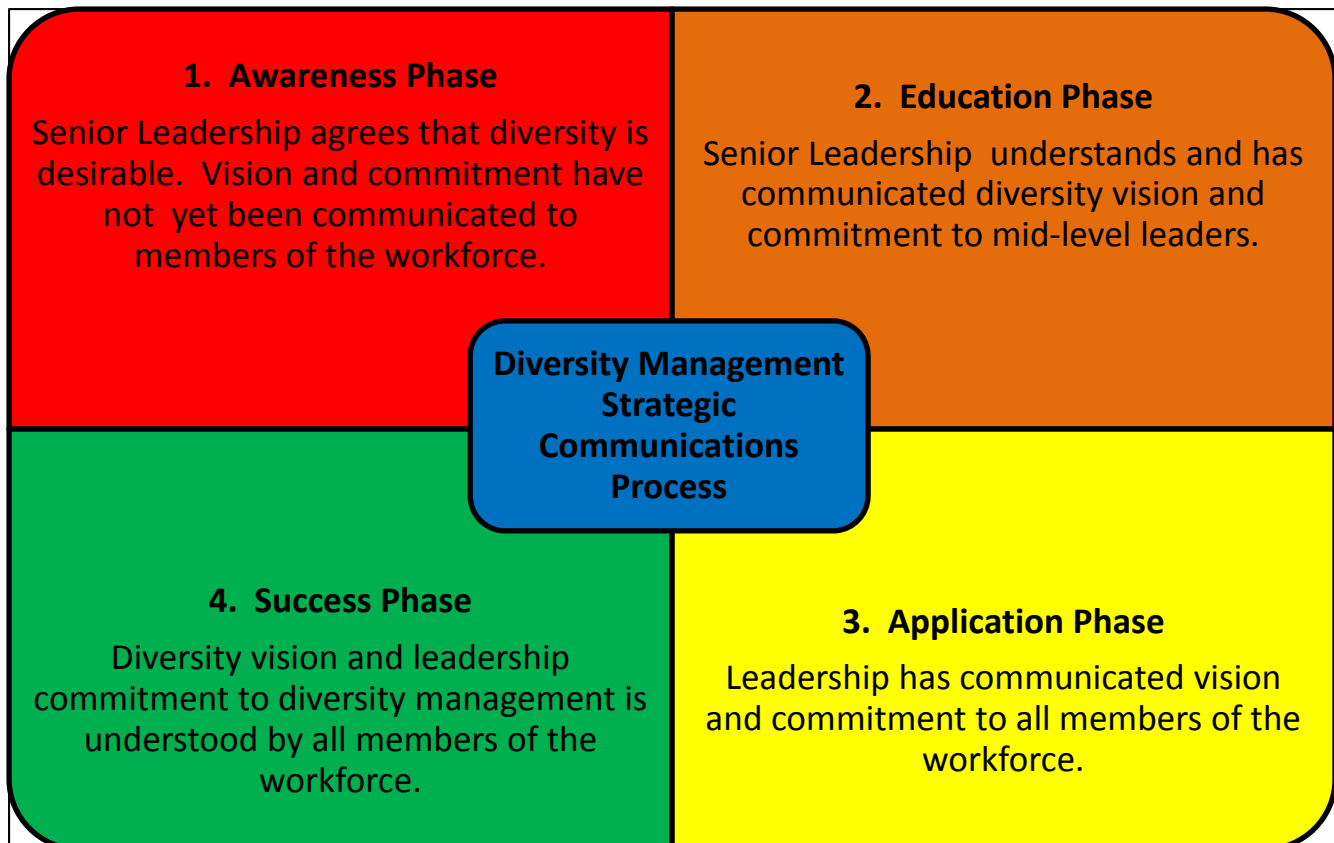 1. Awareness Phase
Senior Leadership agrees that diversity is
desirable. Vision and commitment have
not yet been communicated to
members of the workforce.
2. Education Phase
Senior Leadership understands and has
communicated diversity vision and
commitment to mid-level leaders.
Diversity Management
Strategic
Communications
Process
4. Success Phase
Diversity vision and leadership
commitment to diversity management is
understood by all members of the
workforce.
3. Application Phase
Leadership has communicated vision
and commitment to all members of the
workforce.